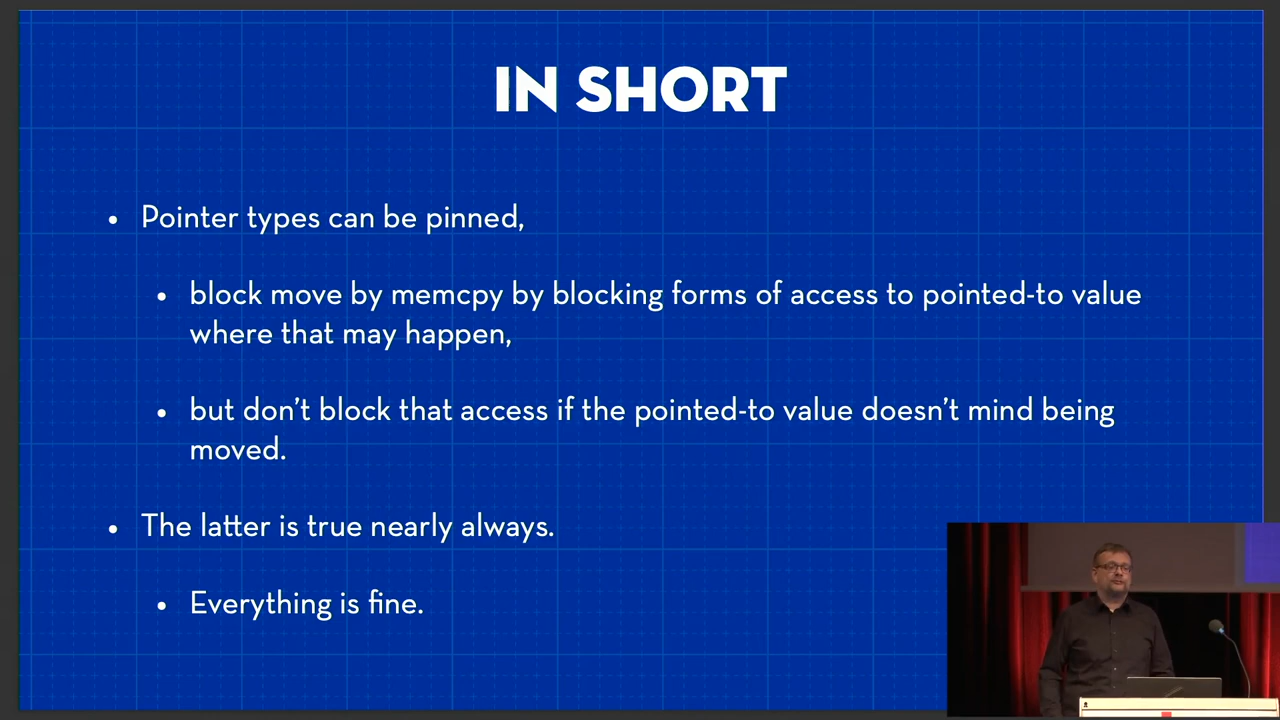 IN SHORT
• Pointer types can be pinned,
• block move by memcpy by blocking forms of access to pointed-to value
where that may happen,
• but don’t block that access if the pointed-to value doesn’t mind being
moved.
• The latter is true nearly always.
• Everything is fine.